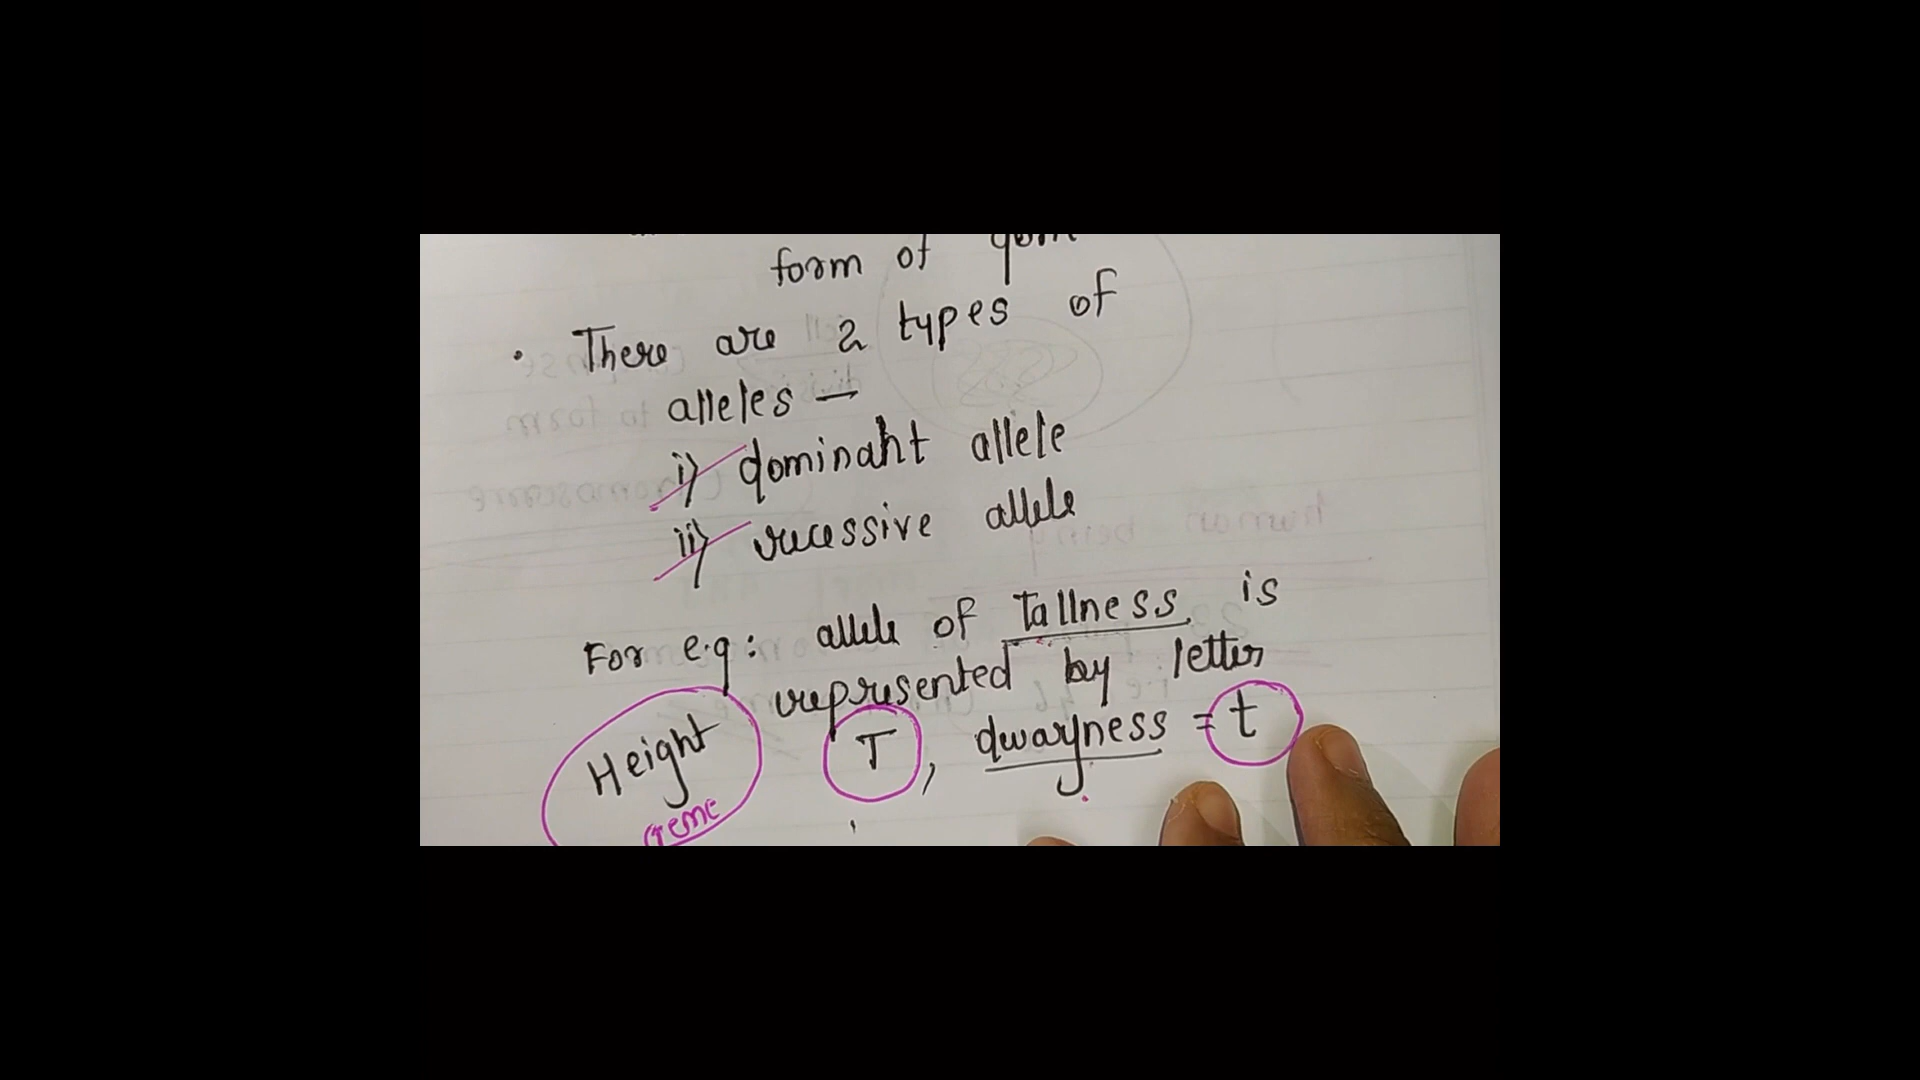 form of
• There are 2 types of
alleles —
i) dominant allele
ii) recessive allele
For e.g: allele of Tallness is
represented by letter
Height T, dwarfness = t
Gene